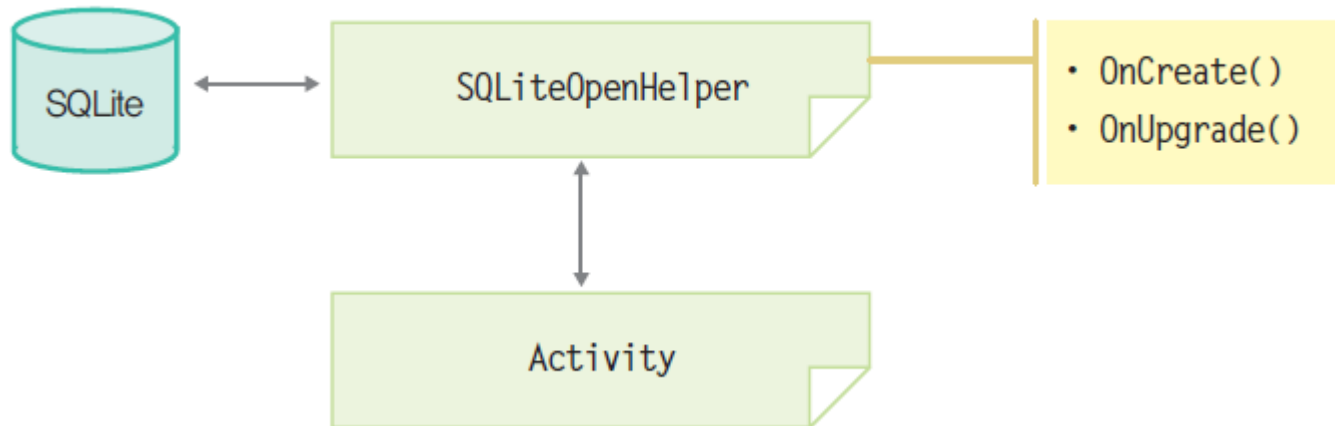 SQLite
SQLiteOpenHelper
• OnCreate()
• OnUpgrade()
Activity